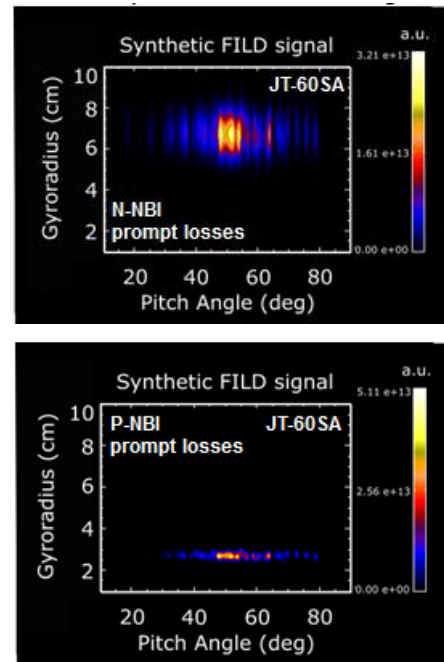 Synthetic FILD signal
a.u.
3.21 e+13
10
JT-60SA
8
6
1.61 e+13
4
N-NBI
2
prompt losses
0.00 e+00
Gyroradius (cm)
20 40 60 80
Pitch Angle (deg)
a.u.
Synthetic FILD signal
5.11 e+13
10
P-NBI JT-60SA
prompt losses
8
6
2.56 e+13
4
2
0.00 e+00
Gyroradius (cm)
20 40 60 80
Pitch Angle (deg)